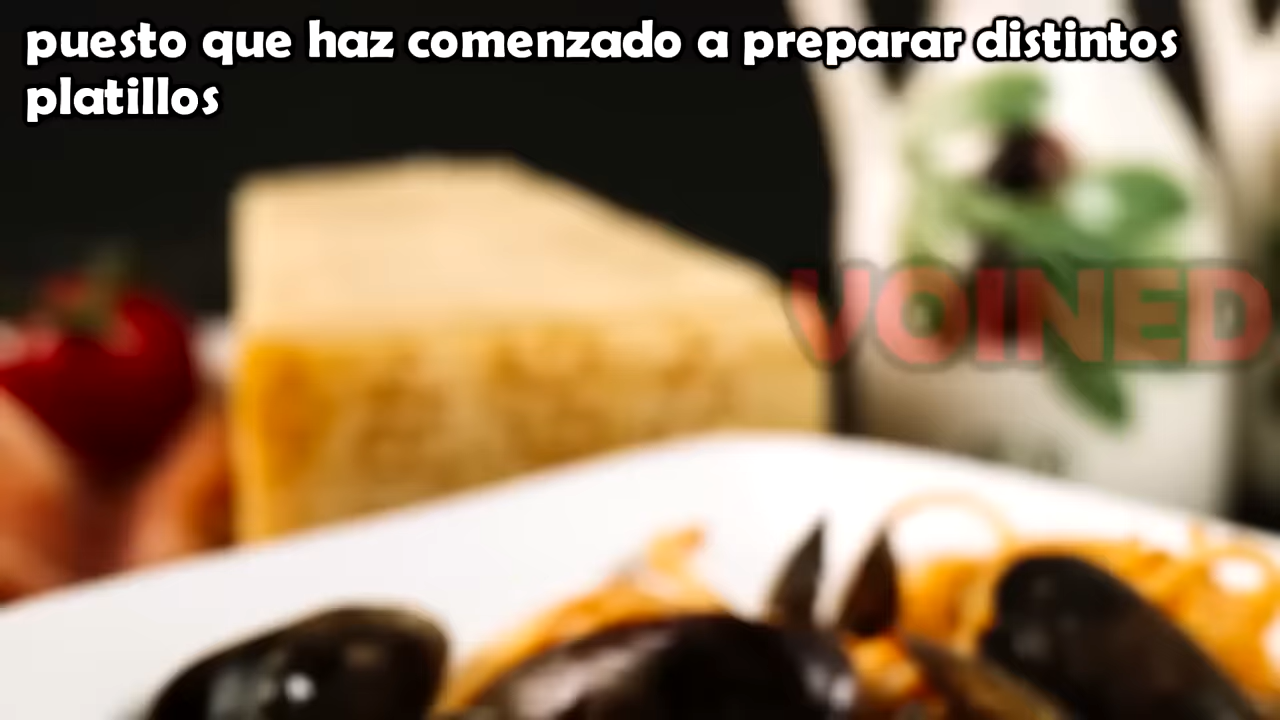 puesto que haz comenzado a preparar distintos
platillos
VOINED